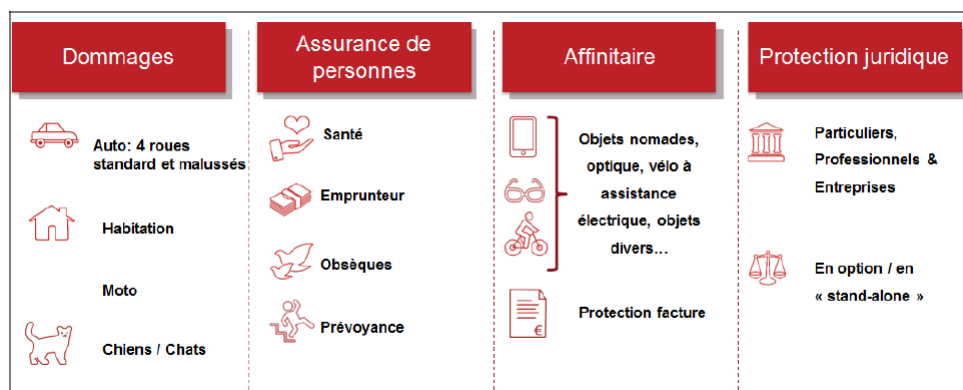 Dommages
Auto: 4 roues
standard et malussés
Habitation
Moto
Chiens / Chats
Assurance de
personnes
Santé
Emprunteur
Obsèques
Prévoyance
Affinitaire
Objets nomades,
optique, vélo à
assistance
électrique, objets
divers…
€
Protection facture
Protection juridique
Particuliers,
Professionnels &
Entreprises
En option / en
« stand-alone »